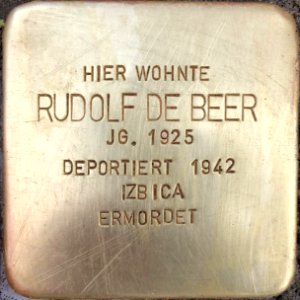 HIER WOHNTE
RUDOLF DE BEER
JG. 1925
DEPORTIERT 1942
IZBICA
ERMORDET